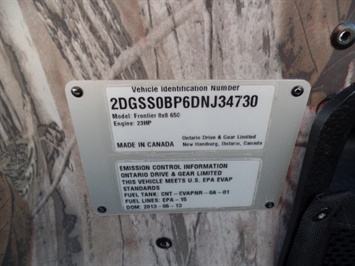 Vehicle Identification Number
2DGSS0BP6DNJ34730
Model: Frontier 8x8 650
Engine: 23HP
Ontario Drive & Gear Limited
MADE IN CANADA New Hamburg, Ontario, Canada
EMISSION CONTROL INFORMATION
ONTARIO DRIVE & GEAR LIMITED
THIS VEHICLE MEETS U.S. EPA EVAP
STANDARDS
FUEL TANK: CNT-EVAPNR-0A-01
FUEL LINES: EPA-15
DOM: 2013-06-12